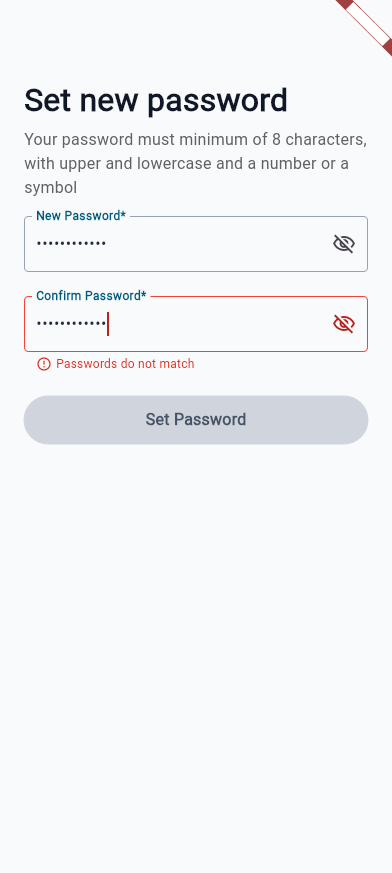 Set new password
Your password must minimum of 8 characters,
with upper and lowercase and a number or a
symbol
New Password*
••••••••••••
Confirm Password*
••••••••••••
Passwords do not match
Set Password